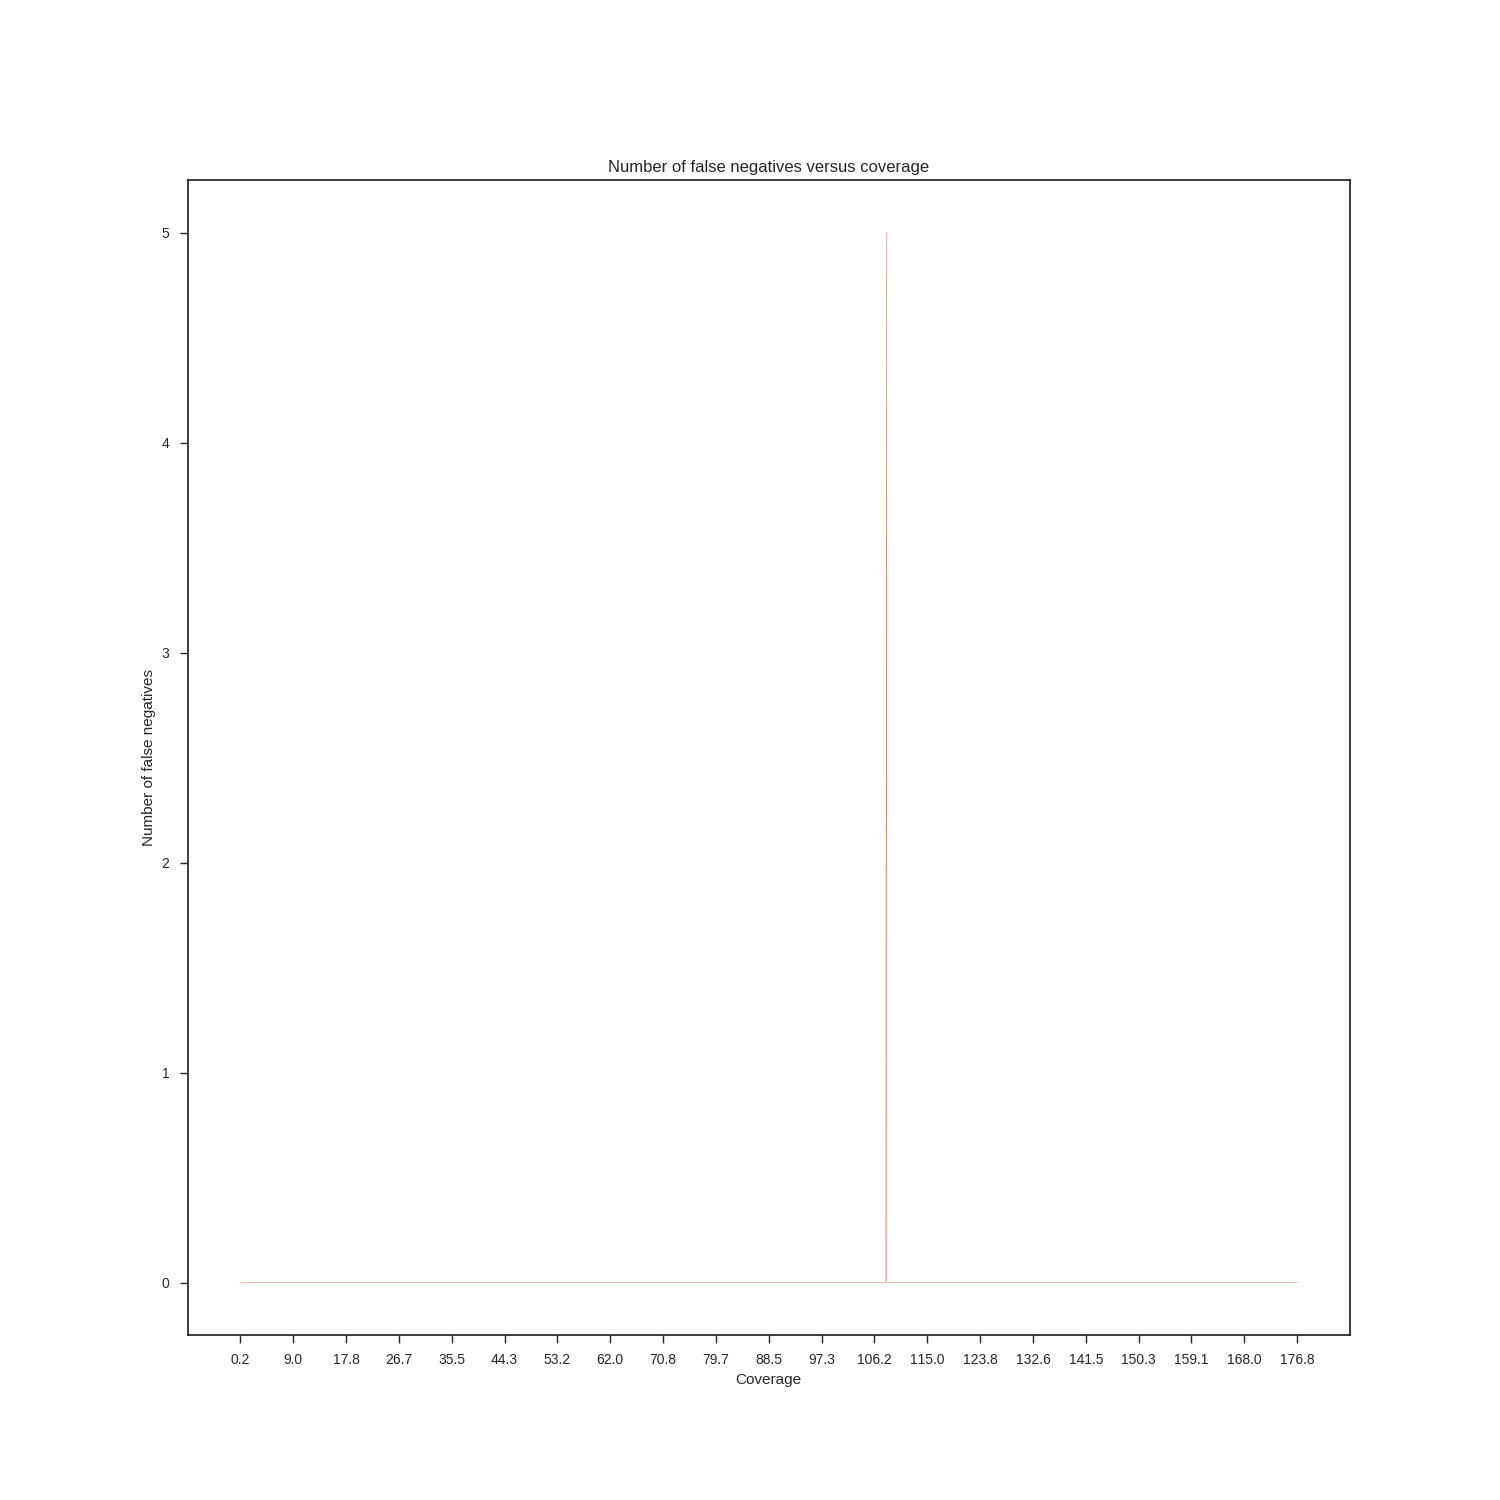 Number of false negatives versus coverage
5
4
3
2
1
0
Number of false negatives
0.2 9.0 17.8 26.7 35.5 44.3 53.2 62.0 70.8 79.7 88.5 97.3 106.2 115.0 123.8 132.6 141.5 150.3 159.1 168.0 176.8
Coverage